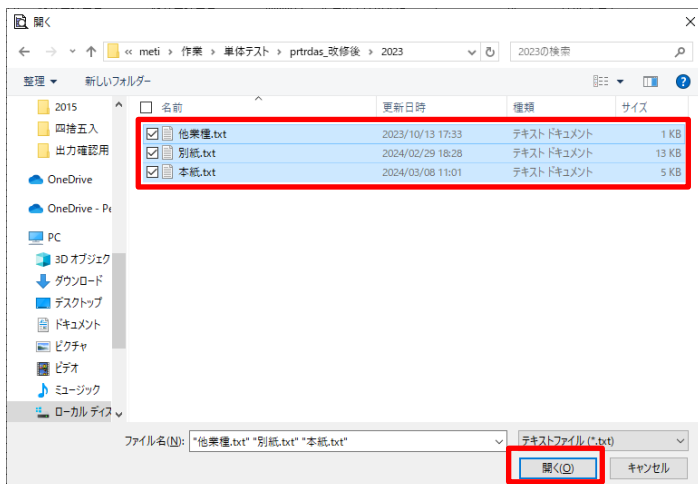 開く
« meti › 作業 › 単体テスト › prtrdas_改修後 › 2023
2023の検索
整理 新しいフォルダー
名前 更新日時 種類 サイズ
2015
四捨五入
出力確認用
OneDrive
OneDrive - Pe
PC
3D オブジェク
ダウンロード
デスクトップ
ドキュメント
ピクチャ
ビデオ
ミュージック
ローカル ディス
他業種.txt 2023/10/13 17:33 テキスト ドキュメント 1 KB
別紙.txt 2024/02/29 18:28 テキスト ドキュメント 13 KB
本紙.txt 2024/03/08 11:01 テキスト ドキュメント 5 KB
ファイル名(N): "他業種.txt" "別紙.txt" "本紙.txt"
テキストファイル (*.txt)
開く(O) キャンセル